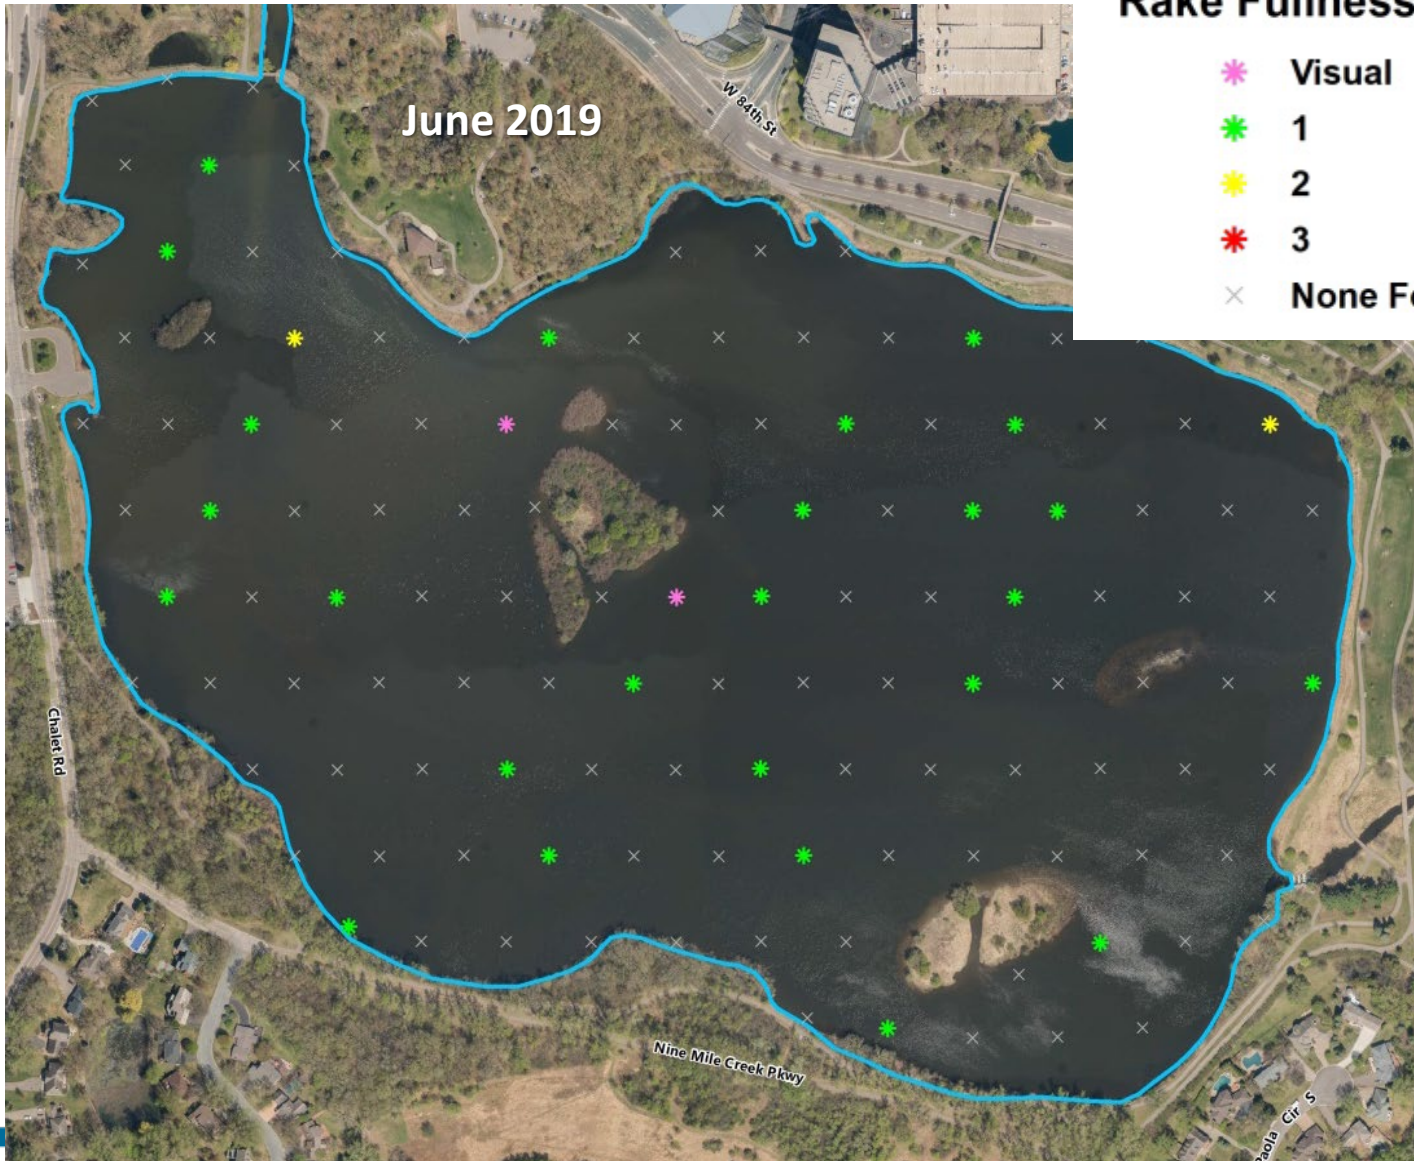 Rake Fullness
June 2019
W 84th St
Visual
1
2
3
None
Chalet Rd
Nine Mile Creek Pkwy
Paola Cir S